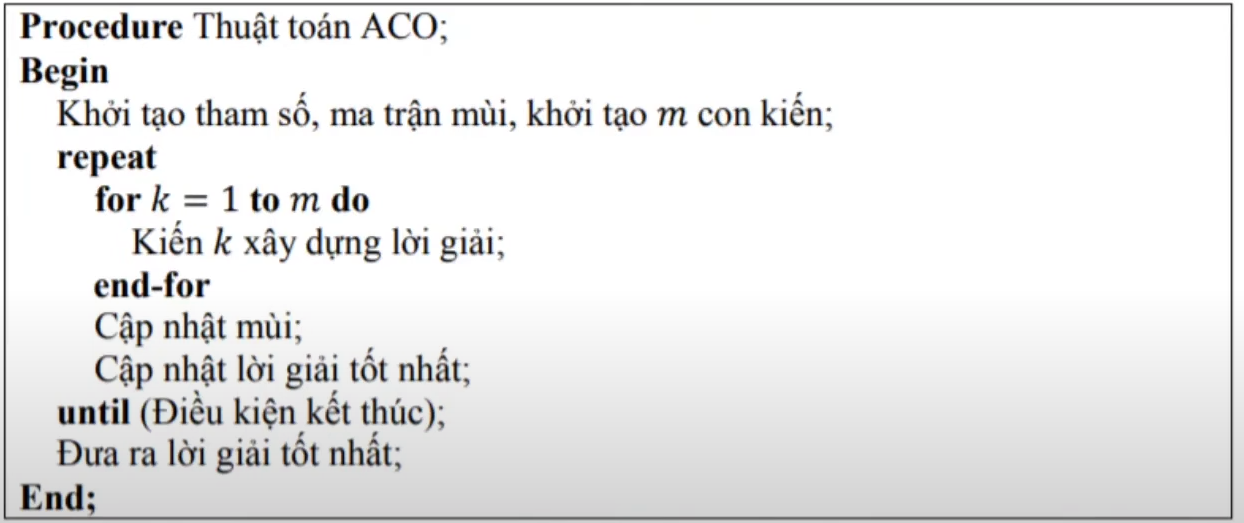 Procedure Thuật toán ACO;
Begin
Khởi tạo tham số, ma trận mùi, khởi tạo m con kiến;
repeat
for k = 1 to m do
Kiến k xây dựng lời giải;
end-for
Cập nhật mùi;
Cập nhật lời giải tốt nhất;
until (Điều kiện kết thúc);
Đưa ra lời giải tốt nhất;
End;